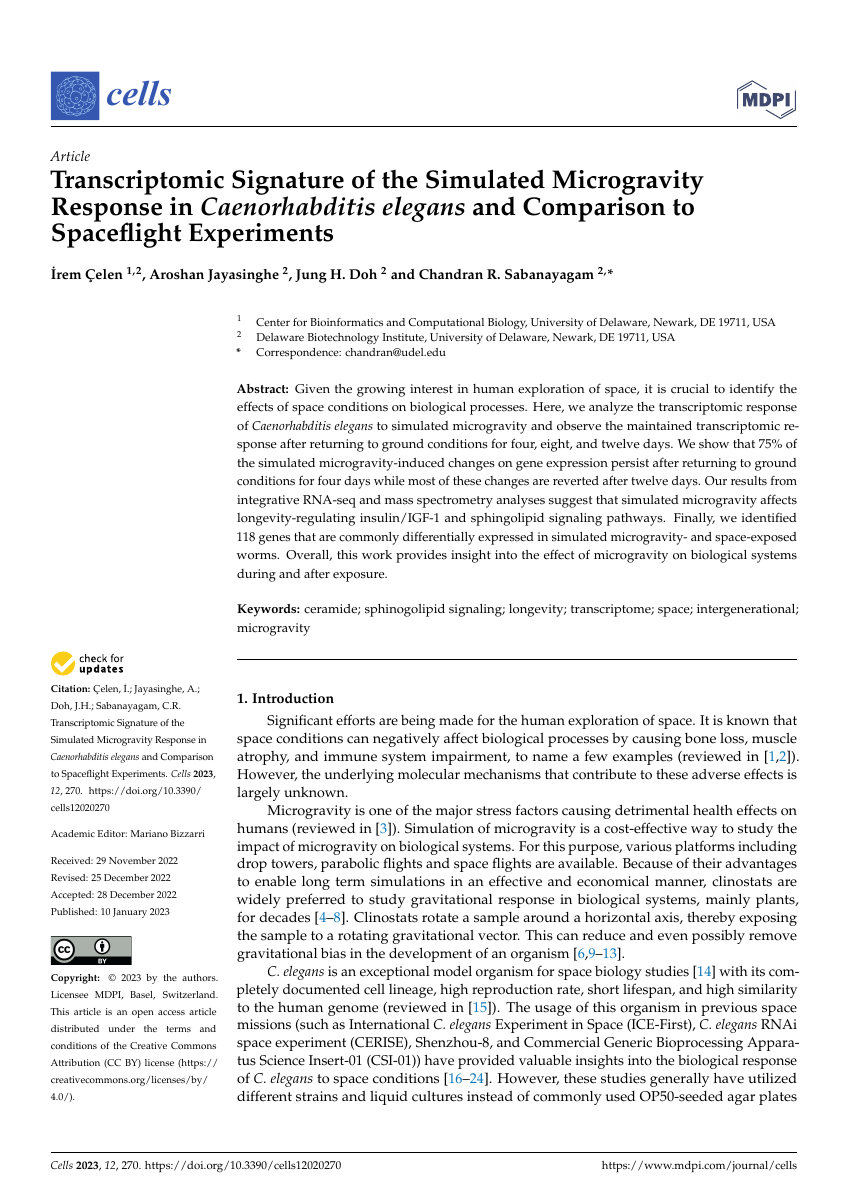 cells
MDPI
Article
Transcriptomic Signature of the Simulated Microgravity
Response in Caenorhabditis elegans and Comparison to
Spaceflight Experiments
İrem Çelen 1,2, Aroshan Jayasinghe 2, Jung H. Doh 2 and Chandran R. Sabanayagam 2,*
1 Center for Bioinformatics and Computational Biology, University of Delaware, Newark, DE 19711, USA
2 Delaware Biotechnology Institute, University of Delaware, Newark, DE 19711, USA
* Correspondence: chandran@udel.edu
Abstract: Given the growing interest in human exploration of space, it is crucial to identify the
effects of space conditions on biological processes. Here, we analyze the transcriptomic response
of Caenorhabditis elegans to simulated microgravity and observe the maintained transcriptomic re-
sponse after returning to ground conditions for four, eight, and twelve days. We show that 75% of
the simulated microgravity-induced changes on gene expression persist after returning to ground
conditions for four days while most of these changes are reverted after twelve days. Our results from
integrative RNA-seq and mass spectrometry analyses suggest that simulated microgravity affects
longevity-regulating insulin/IGF-1 and sphingolipid signaling pathways. Finally, we identified
118 genes that are commonly differentially expressed in simulated microgravity- and space-exposed
worms. Overall, this work provides insight into the effect of microgravity on biological systems
during and after exposure.
Keywords: ceramide; sphinogolipid signaling; longevity; transcriptome; space; intergenerational;
microgravity
check for
updates
Citation: Çelen, İ.; Jayasinghe, A.;
Doh, J.H.; Sabanayagam, C.R.
Transcriptomic Signature of the
Simulated Microgravity Response in
Caenorhabditis elegans and Comparison
to Spaceflight Experiments. Cells 2023,
12, 270. https://doi.org/10.3390/
cells12020270
Academic Editor: Mariano Bizzarri
Received: 29 November 2022
Revised: 25 December 2022
Accepted: 28 December 2022
Published: 10 January 2023
CC BY
Copyright: © 2023 by the authors.
Licensee MDPI, Basel, Switzerland.
This article is an open access article
distributed under the terms and
conditions of the Creative Commons
Attribution (CC BY) license (https://
creativecommons.org/licenses/by/
4.0/).
1. Introduction
Significant efforts are being made for the human exploration of space. It is known that
space conditions can negatively affect biological processes by causing bone loss, muscle
atrophy, and immune system impairment, to name a few examples (reviewed in [1,2]).
However, the underlying molecular mechanisms that contribute to these adverse effects is
largely unknown.
Microgravity is one of the major stress factors causing detrimental health effects on
humans (reviewed in [3]). Simulation of microgravity is a cost-effective way to study the
impact of microgravity on biological systems. For this purpose, various platforms including
drop towers, parabolic flights and space flights are available. Because of their advantages
to enable long term simulations in an effective and economical manner, clinostats are
widely preferred to study gravitational response in biological systems, mainly plants,
for decades [4–8]. Clinostats rotate a sample around a horizontal axis, thereby exposing
the sample to a rotating gravitational vector. This can reduce and even possibly remove
gravitational bias in the development of an organism [6,9–13].
C. elegans is an exceptional model organism for space biology studies [14] with its com-
pletely documented cell lineage, high reproduction rate, short lifespan, and high similarity
to the human genome (reviewed in [15]). The usage of this organism in previous space
missions (such as International C. elegans Experiment in Space (ICE-First), C. elegans RNAi
space experiment (CERISE), Shenzhou-8, and Commercial Generic Bioprocessing Appara-
tus Science Insert-01 (CSI-01)) have provided valuable insights into the biological response
of C. elegans to space conditions [16–24]. However, these studies generally have utilized
different strains and liquid cultures instead of commonly used OP50-seeded agar plates
Cells 2023, 12, 270. https://doi.org/10.3390/cells12020270
https://www.mdpi.com/journal/cells